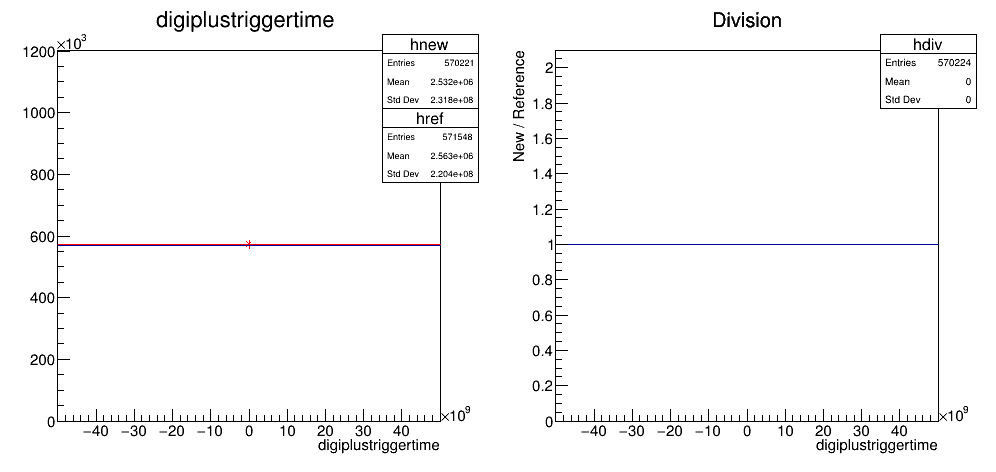 digiplustriggertime
×10³
1200
1000
800
600
400
200
0
−40 −30 −20 −10 0 10 20 30 40
×10⁹
digiplustriggertime
hnew
Entries 570221
Mean 2.532e+06
Std Dev 2.318e+08
href
Entries 571548
Mean 2.563e+06
Std Dev 2.204e+08
Division
New / Reference
2
1.8
1.6
1.4
1.2
1
0.8
0.6
0.4
0.2
0
−40 −30 −20 −10 0 10 20 30 40
×10⁹
digiplustriggertime
hdiv
Entries 570224
Mean 0
Std Dev 0